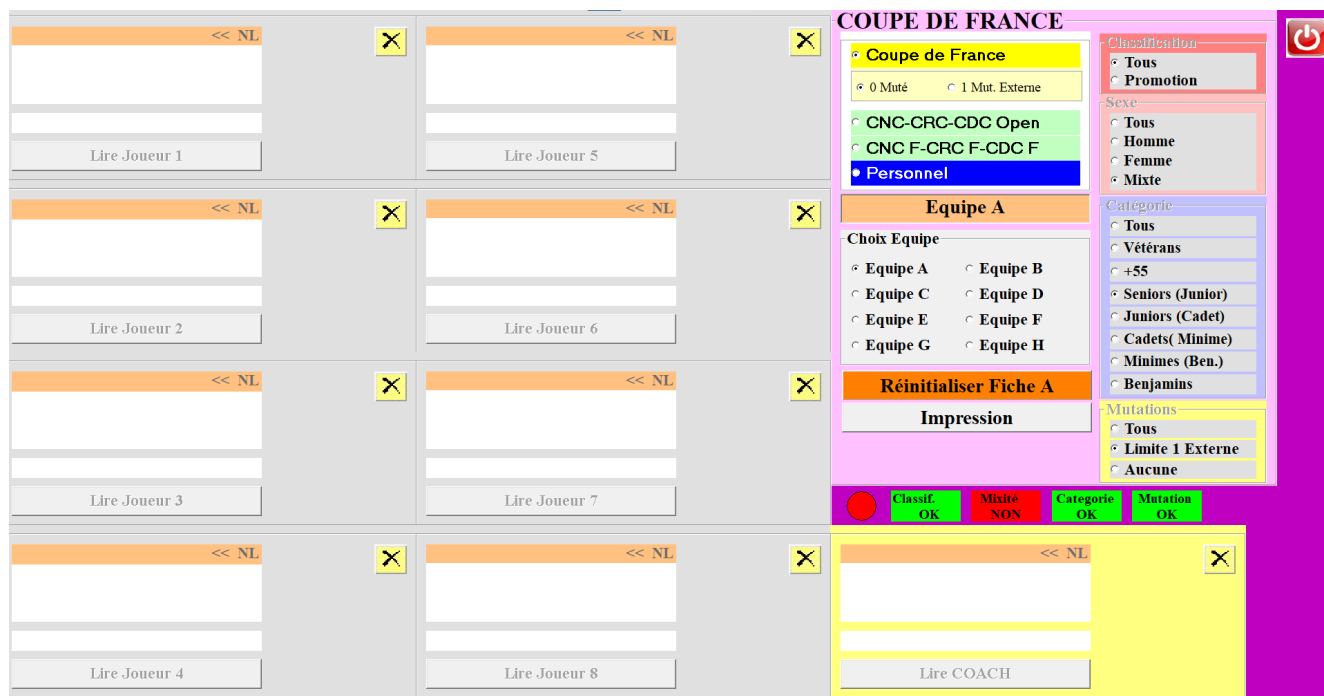 << NL
Lire Joueur 1
<< NL
Lire Joueur 5
<< NL
Lire Joueur 2
<< NL
Lire Joueur 6
<< NL
Lire Joueur 3
<< NL
Lire Joueur 7
<< NL
Lire Joueur 4
<< NL
Lire Joueur 8
COUPE DE FRANCE
Coupe de France
0 Muté 1 Mut. Externe
CNC-CRC-CDC Open
CNC F-CRC F-CDC F
Personnel
Equipe A
Choix Equipe
Equipe A Equipe B
Equipe C Equipe D
Equipe E Equipe F
Equipe G Equipe H
Réinitialiser Fiche A
Impression
Classification
Tous
Promotion
Sexe
Tous
Homme
Femme
Mixte
Catégorie
Tous
Vétérans
+55
Seniors (Junior)
Juniors (Cadet)
Cadets( Minime)
Minimes (Ben.)
Benjamins
Mutations
Tous
Limite 1 Externe
Aucune
Classif.
OK
Mixité
NON
Categorie
OK
Mutation
OK
<< NL
Lire COACH